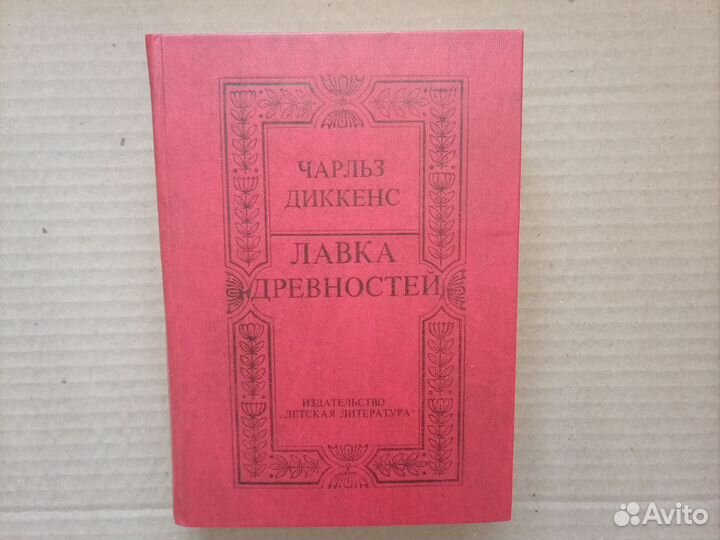 ЧАРЛЬЗ
ДИККЕНС
ЛАВКА
ДРЕВНОСТЕЙ
ИЗДАТЕЛЬСТВО
„ДЕТСКАЯ ЛИТЕРАТУРА"
Avito